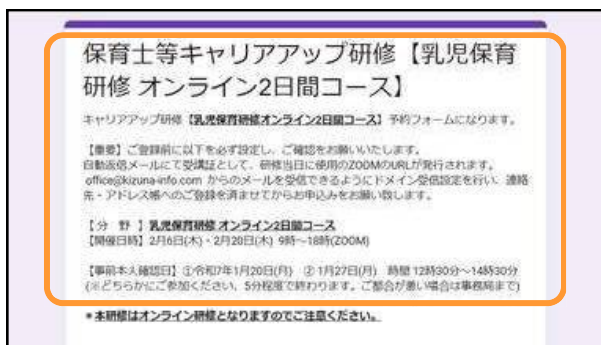 保育士等キャリアアップ研修【乳児保育
研修 オンライン2日間コース】
キャリアアップ研修【乳児保育研修オンライン2日間コース】予約フォームになります。
【重要】ご登録前に以下を必ず設定し、ご確認をお願いいたします。
自動返信メールにて受講証として、研修当日に使用のZOOMのURLが発行されます。
office@kizuna-info.com からのメールを受信できるようにドメイン受信設定を行い、連絡
先・アドレス帳へのご登録を済ませてからお申込みをお願い致します。
【分 野】乳児保育研修 オンライン2日間コース
【開催日時】2月6日(木)・2月20日(木) 9時～18時(ZOOM)
【事前本人確認日】①令和7年1月20日(月) ② 1月27日(月) 時間 12時30分～14時30分
(※どちらかにご参加ください、5分程度で終わります。ご都合が悪い場合は事務局まで)
*本研修はオンライン研修となりますのでご注意ください。